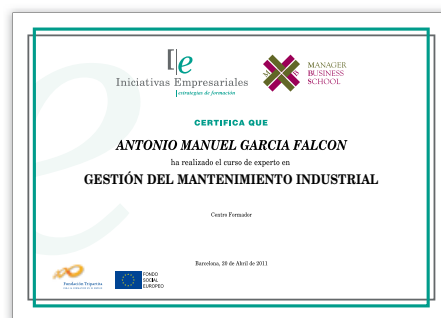 [e
Iniciativas Empresariales
estrategias de formación
M B S
MANAGER
BUSINESS
SCHOOL
CERTIFICA QUE
ANTONIO MANUEL GARCIA FALCON
ha realizado el curso de experto en
GESTIÓN DEL MANTENIMIENTO INDUSTRIAL
Centro Formador
Barcelona, 20 de Abril de 2011
Fundación Tripartita
FONDO
SOCIAL
EUROPEO